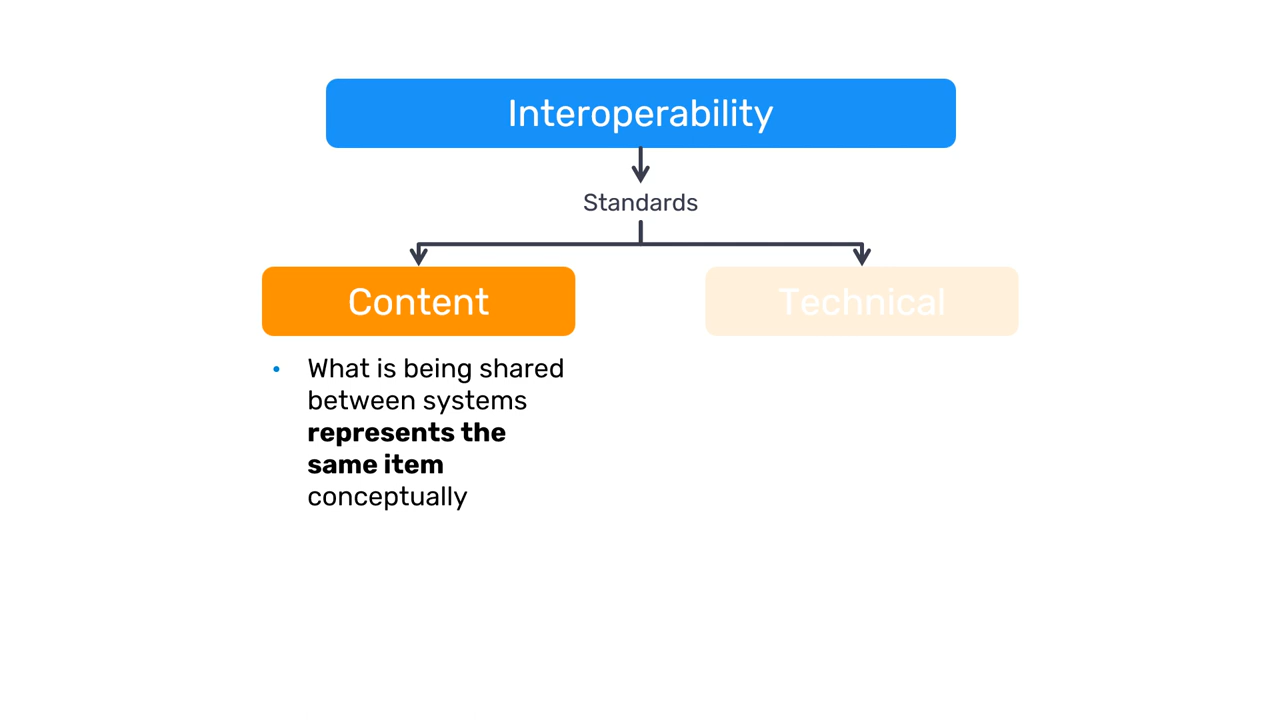 Interoperability
Standards
Content
Technical
• What is being shared
between systems
represents the
same item
conceptually